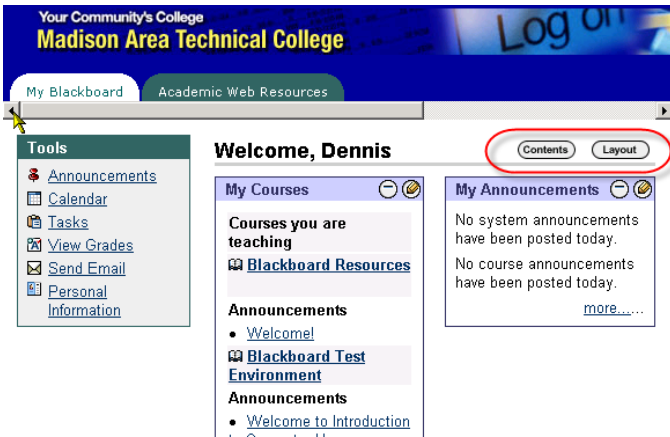 Your Community's College
Madison Area Technical College
Log on
My Blackboard
Academic Web Resources
Tools
Announcements
Calendar
Tasks
View Grades
Send Email
Personal
Information
Welcome, Dennis
Contents
Layout
My Courses
Courses you are
teaching
Blackboard Resources
Announcements
• Welcome!
Blackboard Test
Environment
Announcements
• Welcome to Introduction
My Announcements
No system announcements
have been posted today.
No course announcements
have been posted today.
more......